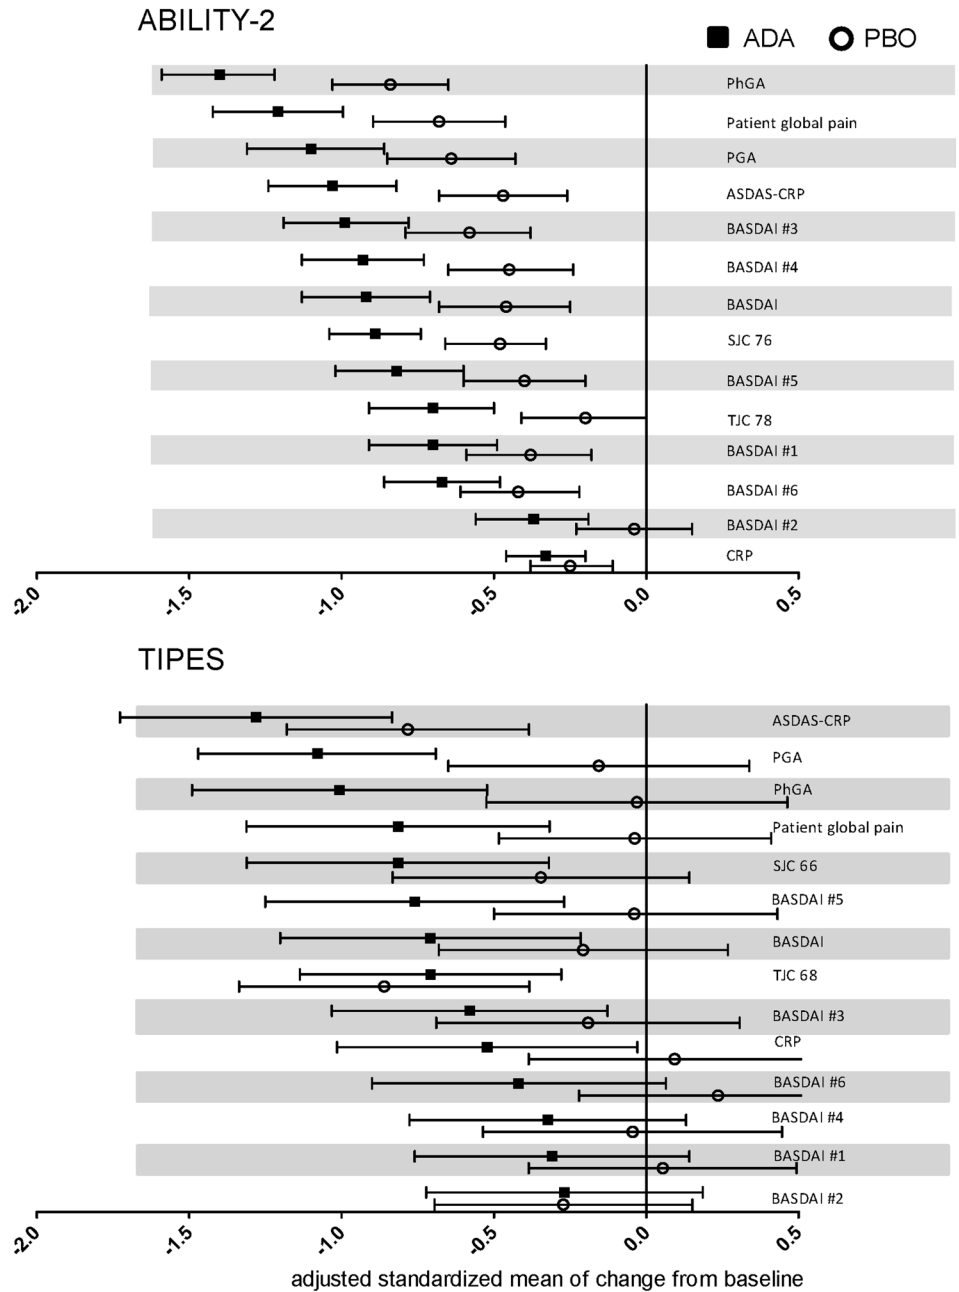 ABILITY-2
ADA PBO
PhGA
Patient global pain
PGA
ASDAS-CRP
BASDAI #3
BASDAI #4
BASDAI
SJC 76
BASDAI #5
TJC 78
BASDAI #1
BASDAI #6
BASDAI #2
CRP
-2.0 -1.5 -1.0 -0.5 0.0 0.5
TIPES
ASDAS-CRP
PGA
PhGA
Patient global pain
SJC 66
BASDAI #5
BASDAI
TJC 68
BASDAI #3
CRP
BASDAI #6
BASDAI #4
BASDAI #1
BASDAI #2
-2.0 -1.5 -1.0 -0.5 0.0 0.5
adjusted standardized mean of change from baseline